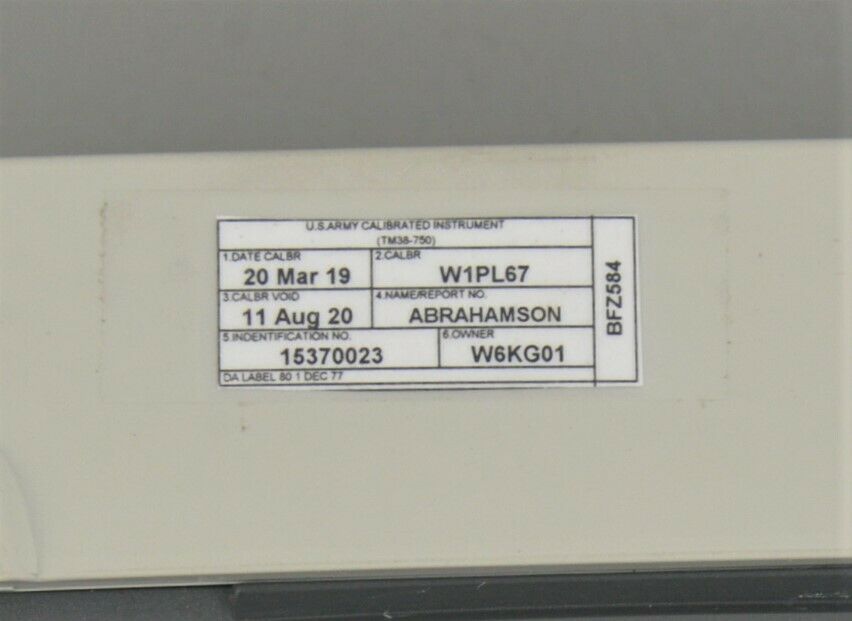 U.S.ARMY CALIBRATED INSTRUMENT
(TM38-750)
1.DATE CALBR 2.CALBR
20 Mar 19 W1PL67
3.CALBR VOID 4.NAME/REPORT NO.
11 Aug 20 ABRAHAMSON
5.INDENTIFICATION NO. 6.OWNER
15370023 W6KG01
DA LABEL 80 1 DEC 77
BFZ584